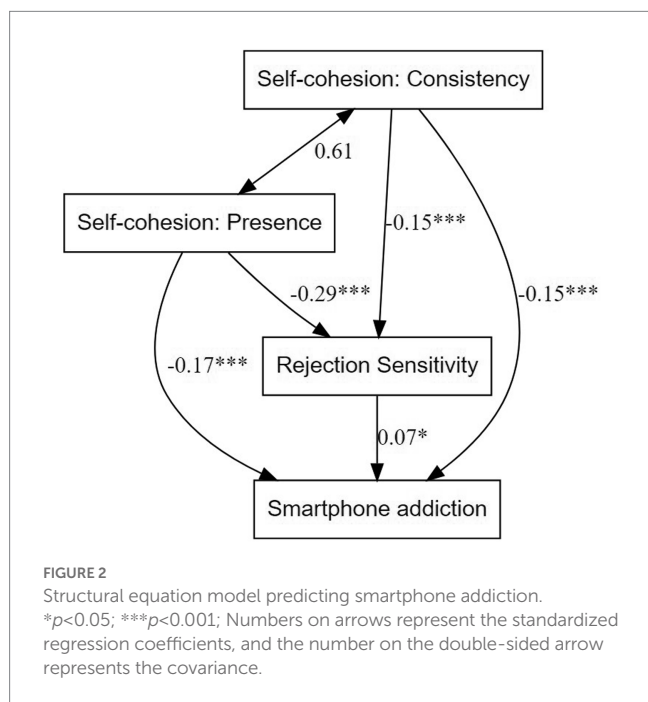 Self-cohesion: Consistency
0.61
Self-cohesion: Presence
-0.15***
-0.29***
-0.15***
Rejection Sensitivity
-0.17***
0.07*
Smartphone addiction
FIGURE 2
Structural equation model predicting smartphone addiction.
*p<0.05; ***p<0.001; Numbers on arrows represent the standardized
regression coefficients, and the number on the double-sided arrow
represents the covariance.